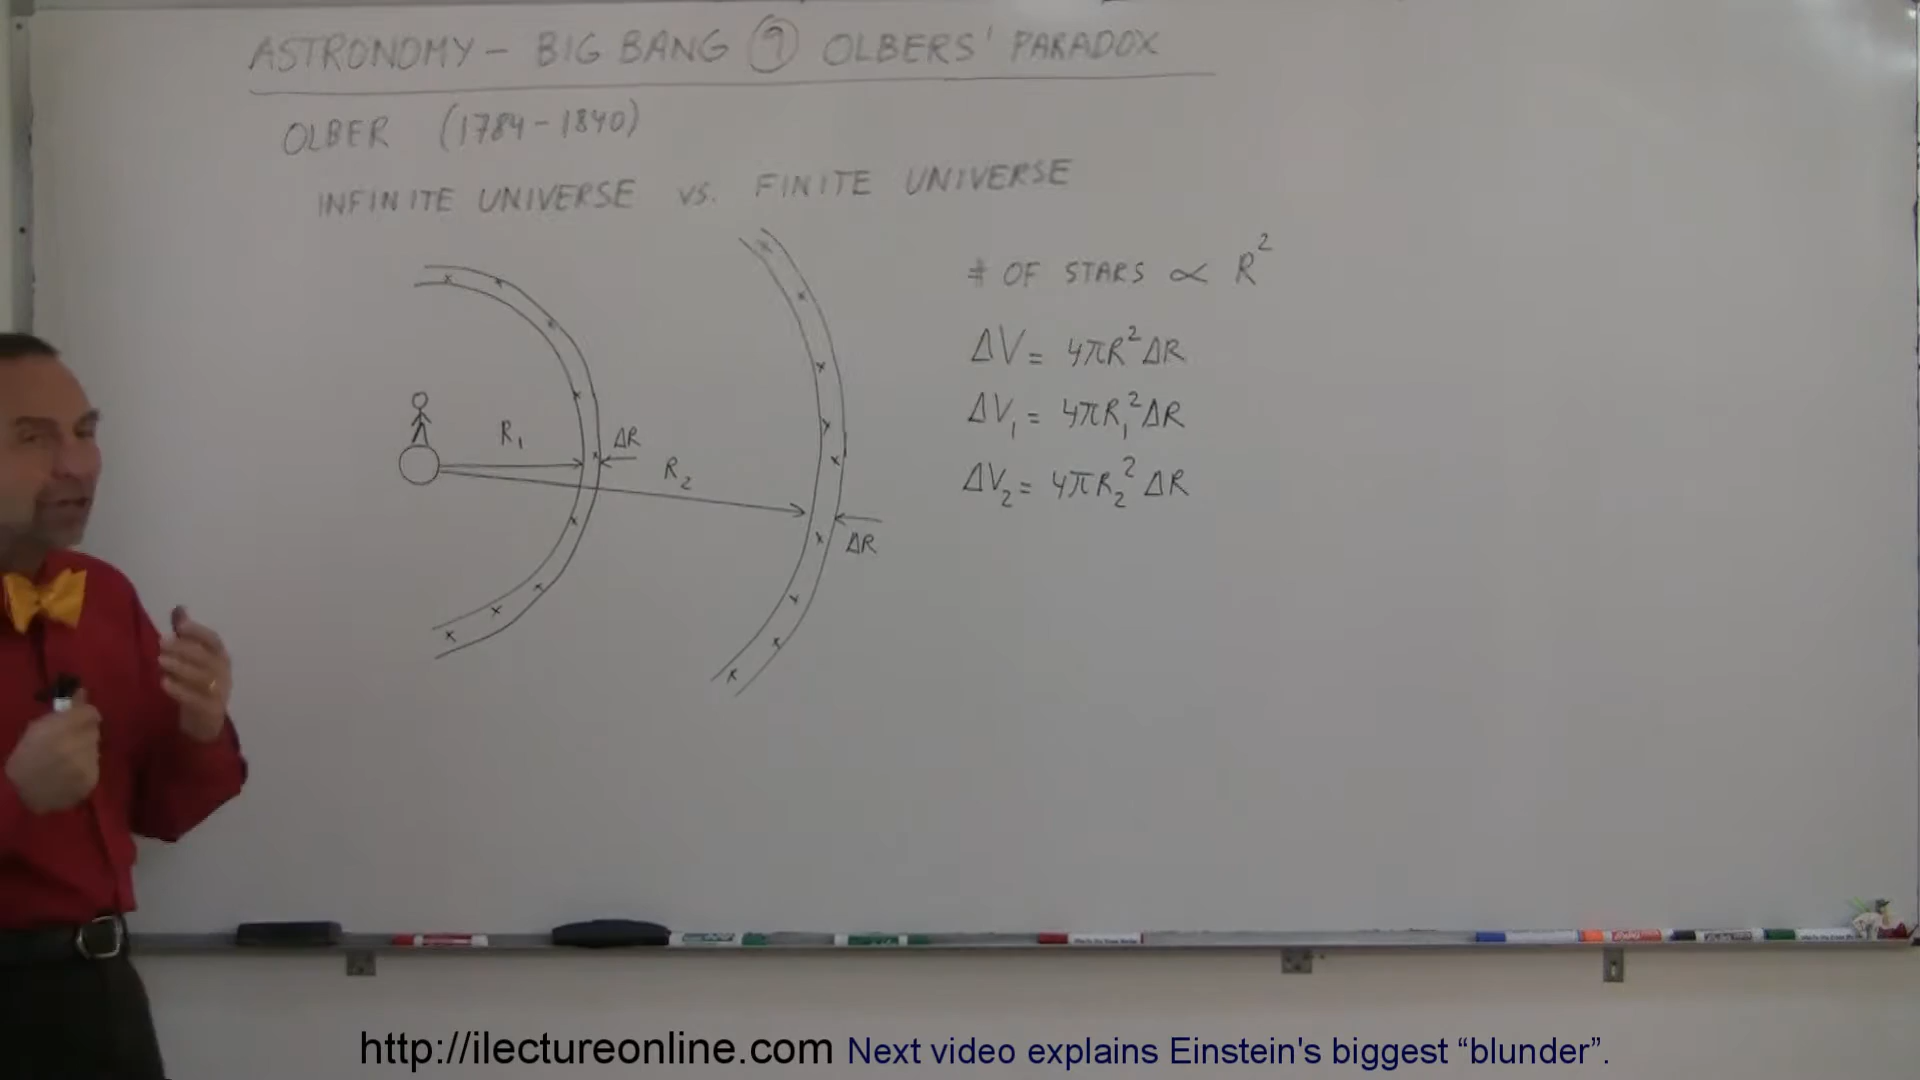 ASTRONOMY - BIG BANG ⑨ OLBERS' PARADOX
OLBER (1784-1840)
INFINITE UNIVERSE vs. FINITE UNIVERSE
# OF STARS ∝ R²
ΔV = 4πR²ΔR
ΔV₁ = 4πR₁²ΔR
ΔV₂ = 4πR₂²ΔR
R₁
ΔR
R₂
ΔR
http://ilectureonline.com Next video explains Einstein's biggest “blunder”.